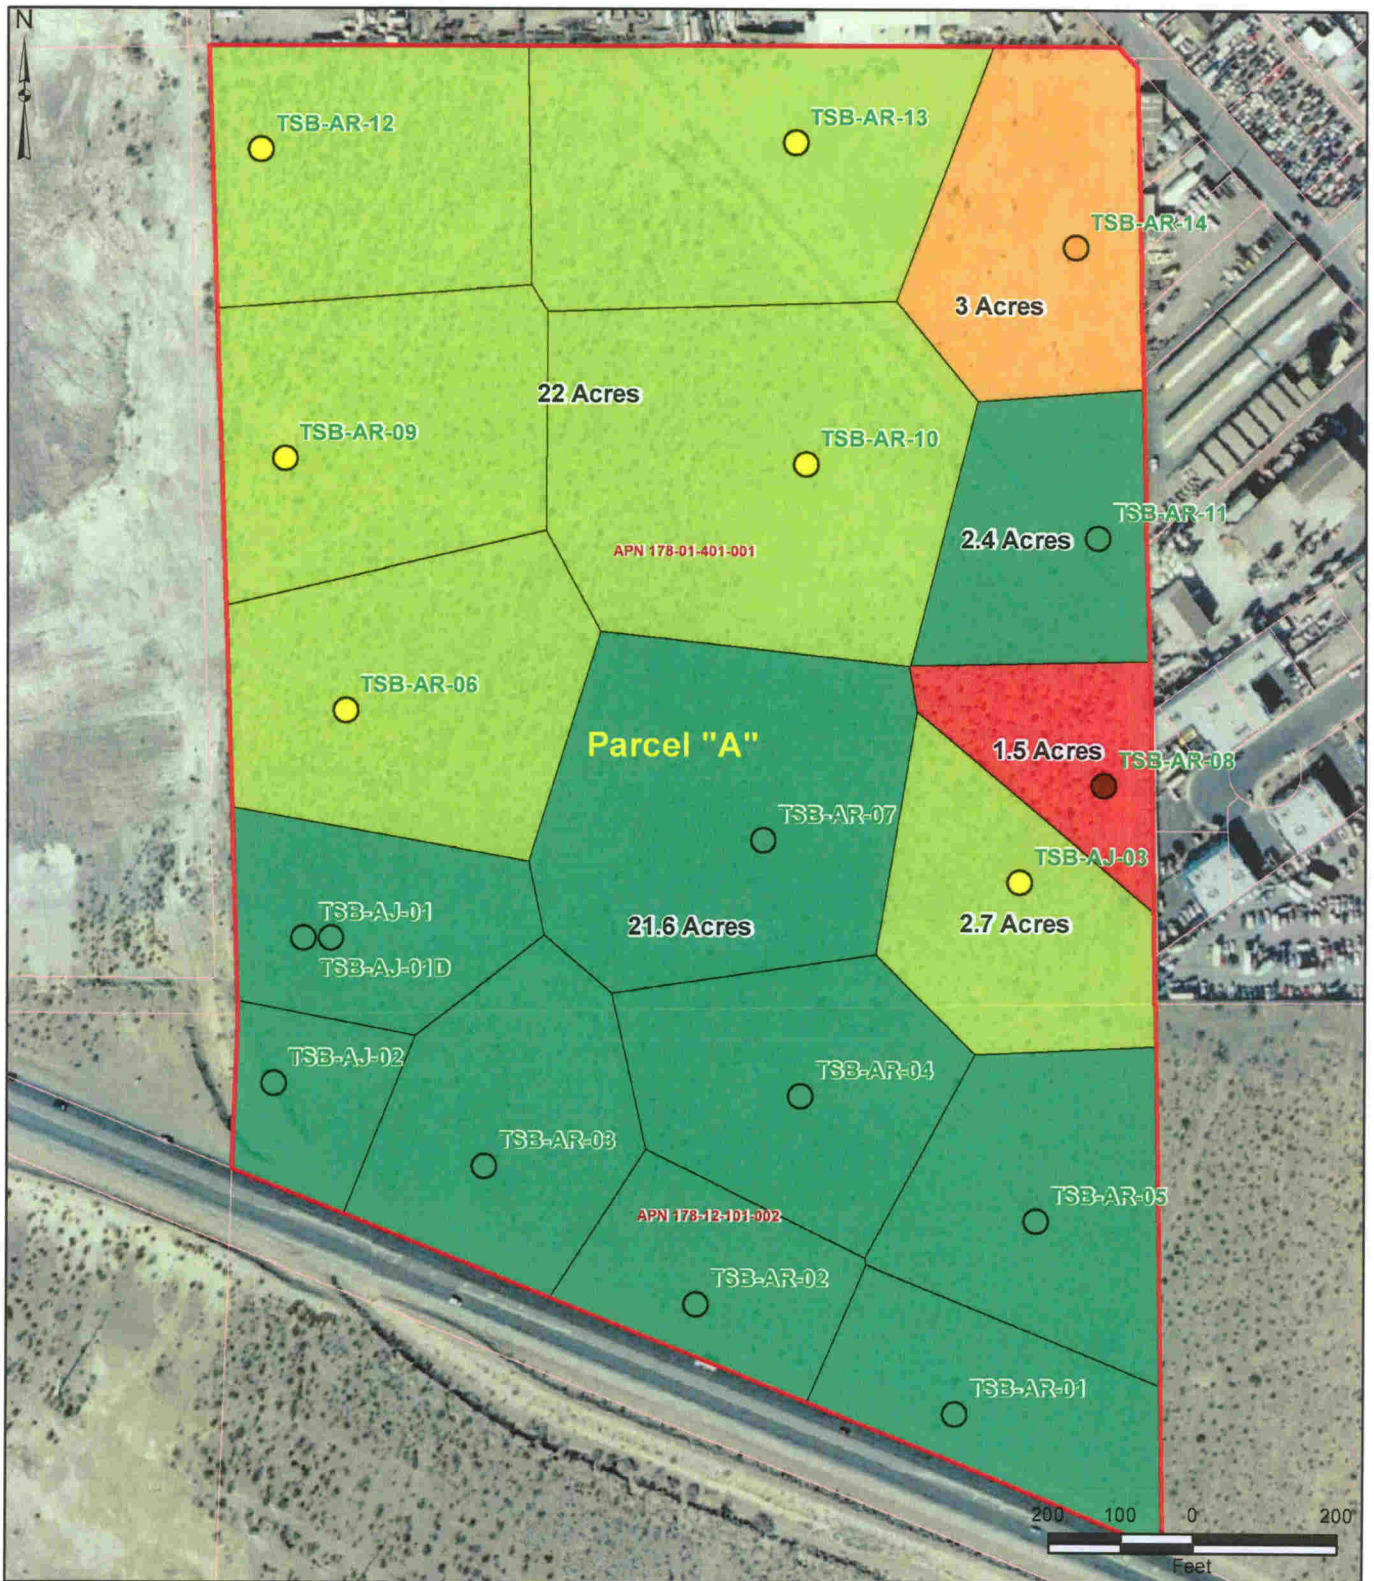 N
TSB-AR-12
TSB-AR-13
TSB-AR-14
3 Acres
22 Acres
TSB-AR-09
TSB-AR-10
TSB-AR-11
2.4 Acres
APN 178-01-401-001
TSB-AR-06
Parcel "A"
1.5 Acres
TSB-AR-08
TSB-AR-07
TSB-AJ-03
TSB-AJ-01
21.6 Acres
2.7 Acres
TSB-AJ-01D
TSB-AJ-02
TSB-AR-04
TSB-AR-03
TSB-AR-05
APN 178-12-101-002
TSB-AR-02
TSB-AR-01
200 100 0 200
Feet